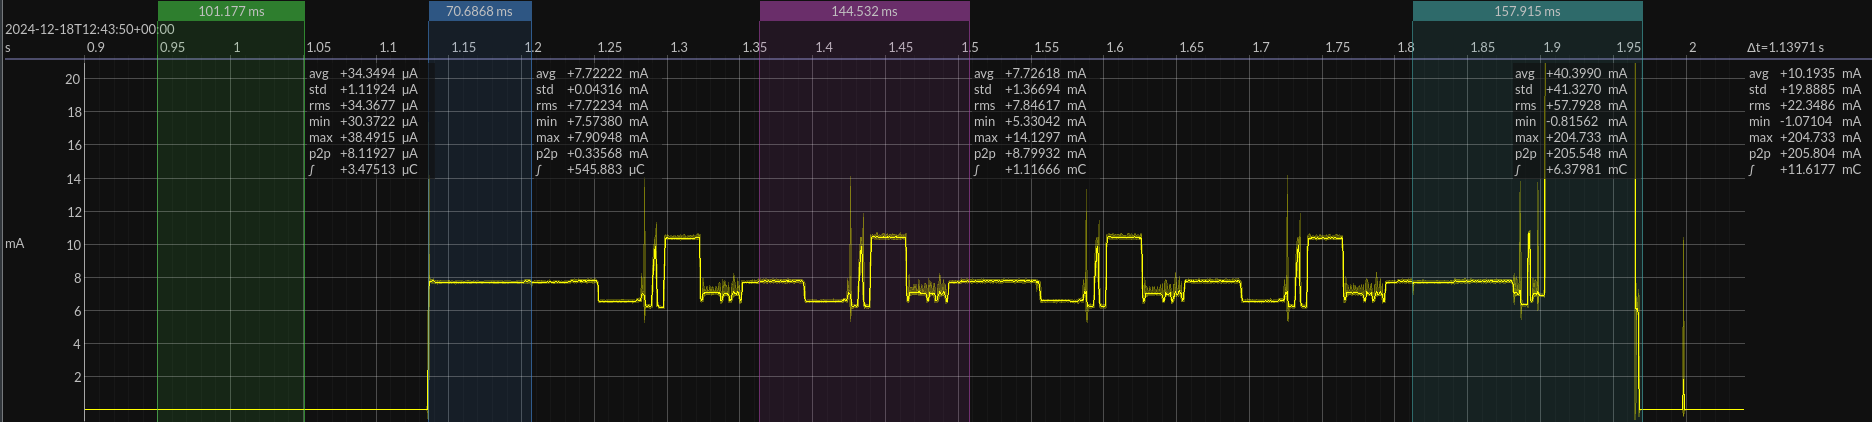 101.177 ms 70.6868 ms 144.532 ms 157.915 ms
2024-12-18T12:43:50+00:00
s 0.9 0.95 1 1.05 1.1 1.15 1.2 1.25 1.3 1.35 1.4 1.45 1.5 1.55 1.6 1.65 1.7 1.75 1.8 1.85 1.9 1.95 2 Δt=1.13971 s
avg +34.3494 µA
std +1.11924 µA
rms +34.3677 µA
min +30.3722 µA
max +38.4915 µA
p2p +8.11927 µA
∫ +3.47513 µC
avg +7.72222 mA
std +0.04316 mA
rms +7.72234 mA
min +7.57380 mA
max +7.90948 mA
p2p +0.33568 mA
∫ +545.883 µC
avg +7.72618 mA
std +1.36694 mA
rms +7.84617 mA
min +5.33042 mA
max +14.1297 mA
p2p +8.79932 mA
∫ +1.11666 mC
avg +40.3990 mA
std +41.3270 mA
rms +57.7928 mA
min -0.81562 mA
max +204.733 mA
p2p +205.548 mA
∫ +6.37981 mC
avg +10.1935 mA
std +19.8885 mA
rms +22.3486 mA
min -1.07104 mA
max +204.733 mA
p2p +205.804 mA
∫ +11.6177 mC
20
18
16
14
12
10
mA
8
6
4
2